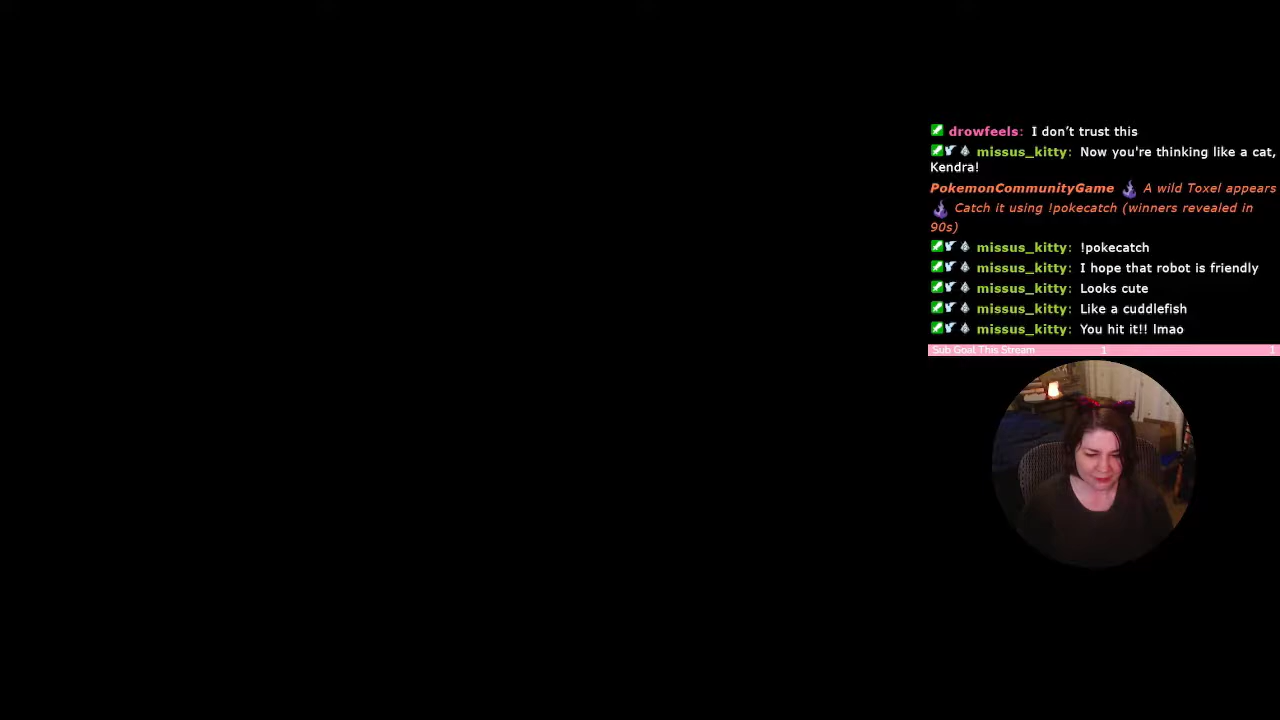 drowfeels: I don’t trust this
missus_kitty: Now you're thinking like a cat,
Kendra!
PokemonCommunityGame A wild Toxel appears
Catch it using !pokecatch (winners revealed in
90s)
missus_kitty: !pokecatch
missus_kitty: I hope that robot is friendly
missus_kitty: Looks cute
missus_kitty: Like a cuddlefish
missus_kitty: You hit it!! lmao
Sub Goal This Stream 1 1